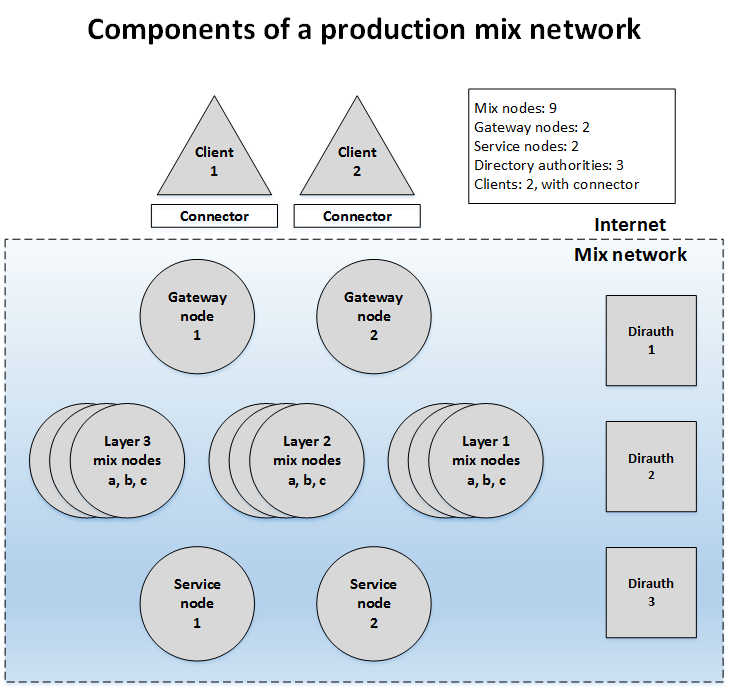 Components of a production mix network
Client
1
Client
2
Mix nodes: 9
Gateway nodes: 2
Service nodes: 2
Directory authorities: 3
Clients: 2, with connector
Connector
Connector
Internet
Mix network
Gateway
node
1
Gateway
node
2
Dirauth
1
Layer 3
mix nodes
a, b, c
Layer 2
mix nodes
a, b, c
Layer 1
mix nodes
a, b, c
Dirauth
2
Service
node
1
Service
node
2
Dirauth
3